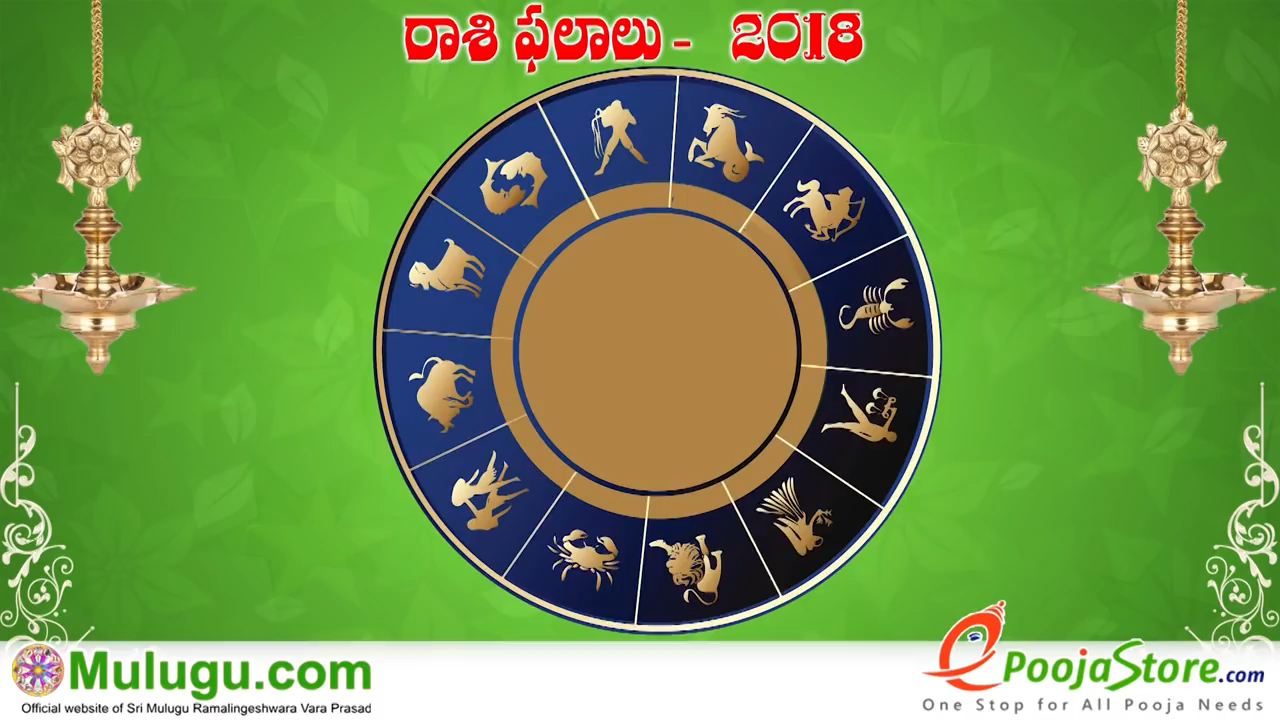 రాశి ఫలాలు - 2018
Mulugu.com
Official website of Sri Mulugu Ramalingeshwara Vara Prasad
ePoojaStore.com
One Stop for All Pooja Needs